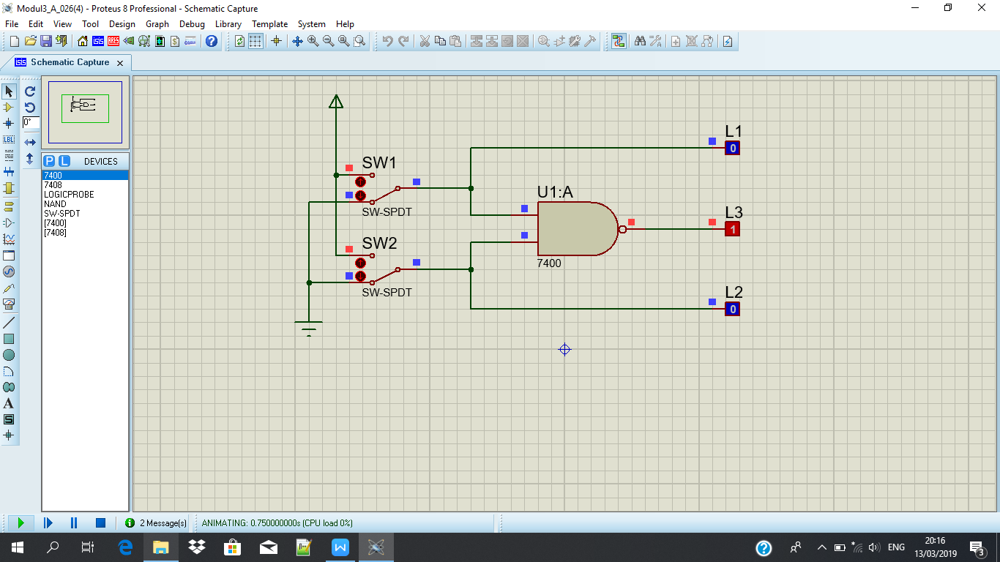 Modul3_A_026(4) - Proteus 8 Professional - Schematic Capture
File Edit View Tool Design Graph Debug Library Template System Help
Schematic Capture
0°
LBL
P L DEVICES
7400
7408
LOGICPROBE
NAND
SW-SPDT
[7400]
[7408]
A
S
SW1
SW-SPDT
SW2
SW-SPDT
U1:A
7400
L1
0
L3
1
L2
0
2 Message(s)
ANIMATING: 0.750000000s (CPU load 0%)
ENG
20:16
13/03/2019
3